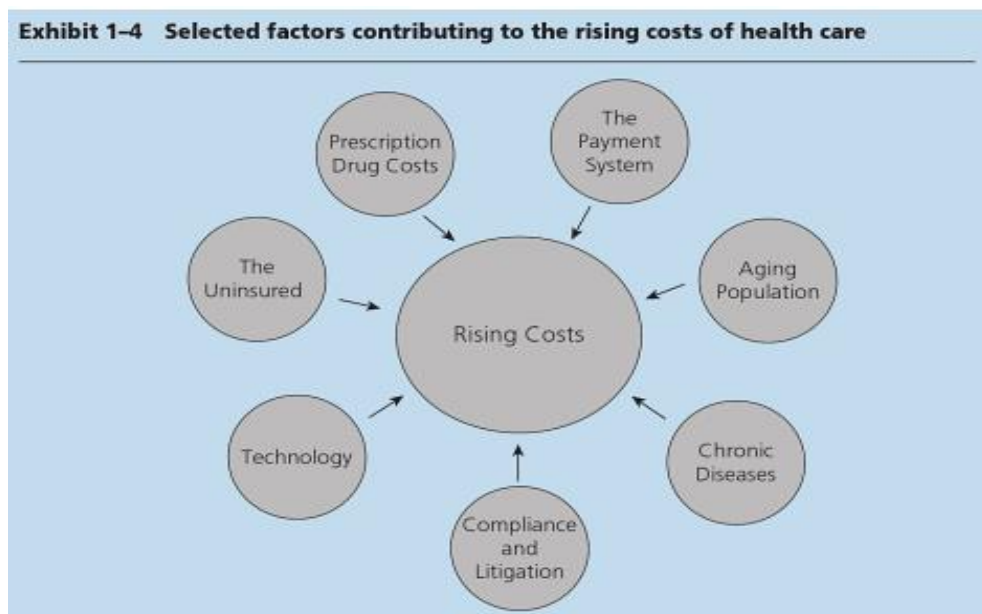 Exhibit 1–4 Selected factors contributing to the rising costs of health care
Prescription
Drug Costs
The
Payment
System
The
Uninsured
Aging
Population
Rising Costs
Technology
Chronic
Diseases
Compliance
and
Litigation